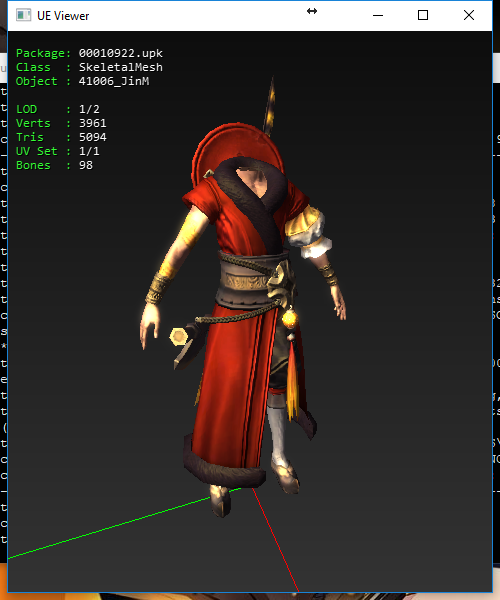 UE Viewer
Package: 00010922.upk
Class : SkeletalMesh
Object : 41006_JinM
LOD : 1/2
Verts : 3961
Tris : 5094
UV Set : 1/1
Bones : 98